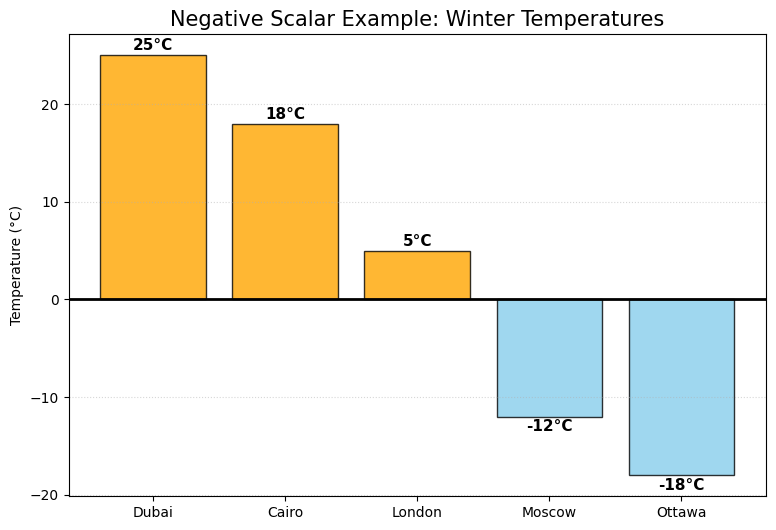 Negative Scalar Example: Winter Temperatures
25°C
18°C
5°C
-12°C
-18°C
Temperature (°C)
20
10
0
−10
−20
Dubai
Cairo
London
Moscow
Ottawa